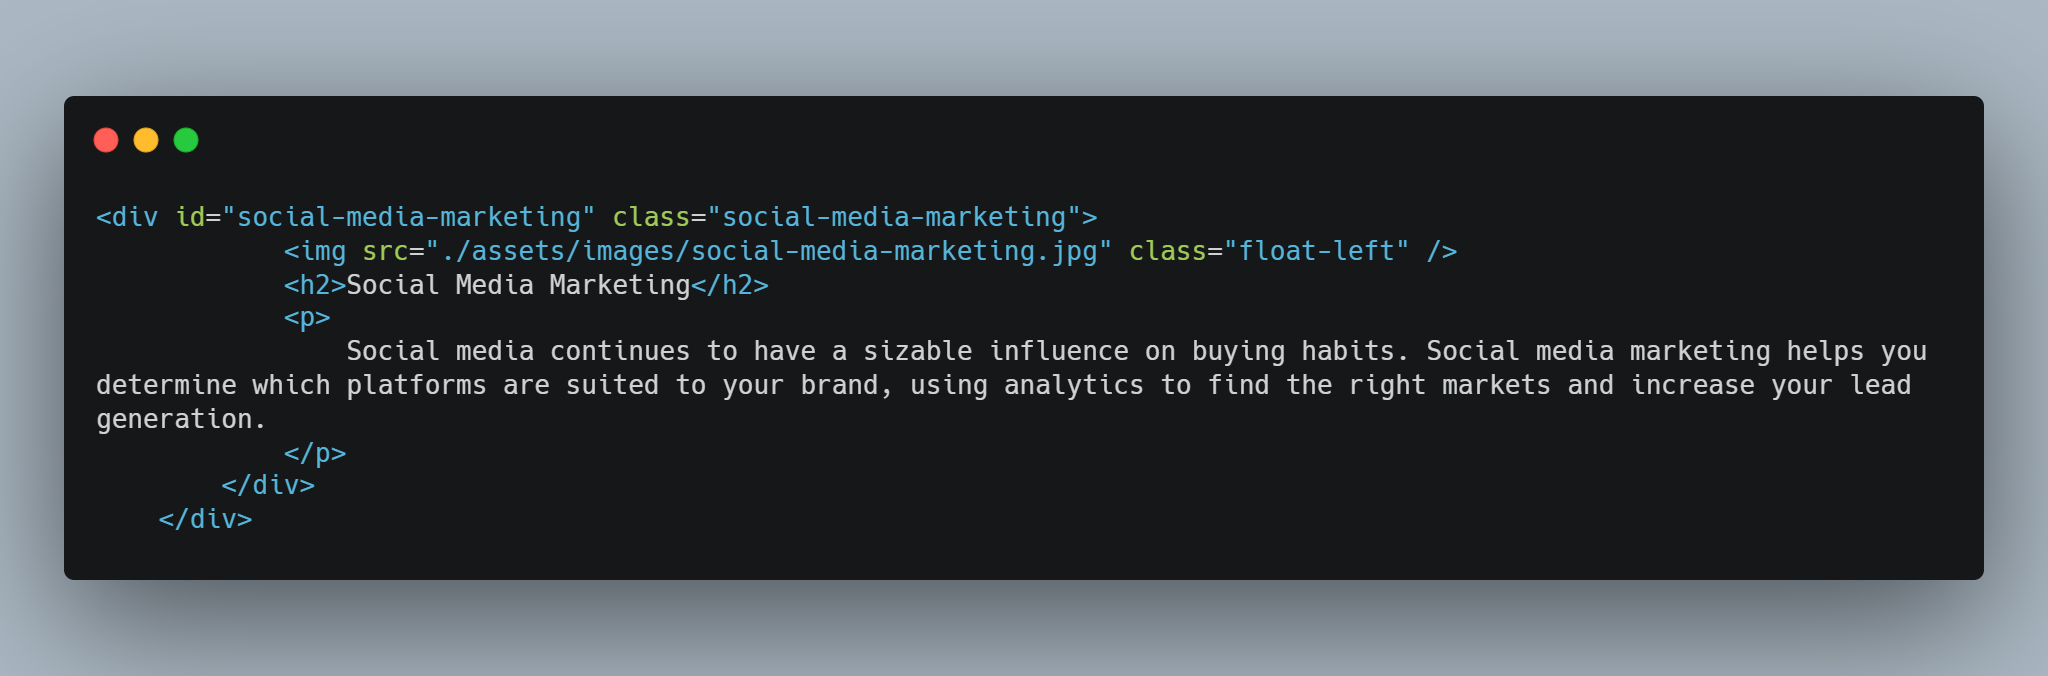 <div id="social-media-marketing" class="social-media-marketing">
            <img src="./assets/images/social-media-marketing.jpg" class="float-left" />
            <h2>Social Media Marketing</h2>
            <p>
                Social media continues to have a sizable influence on buying habits. Social media marketing helps you
determine which platforms are suited to your brand, using analytics to find the right markets and increase your lead
generation.
            </p>
        </div>
    </div>